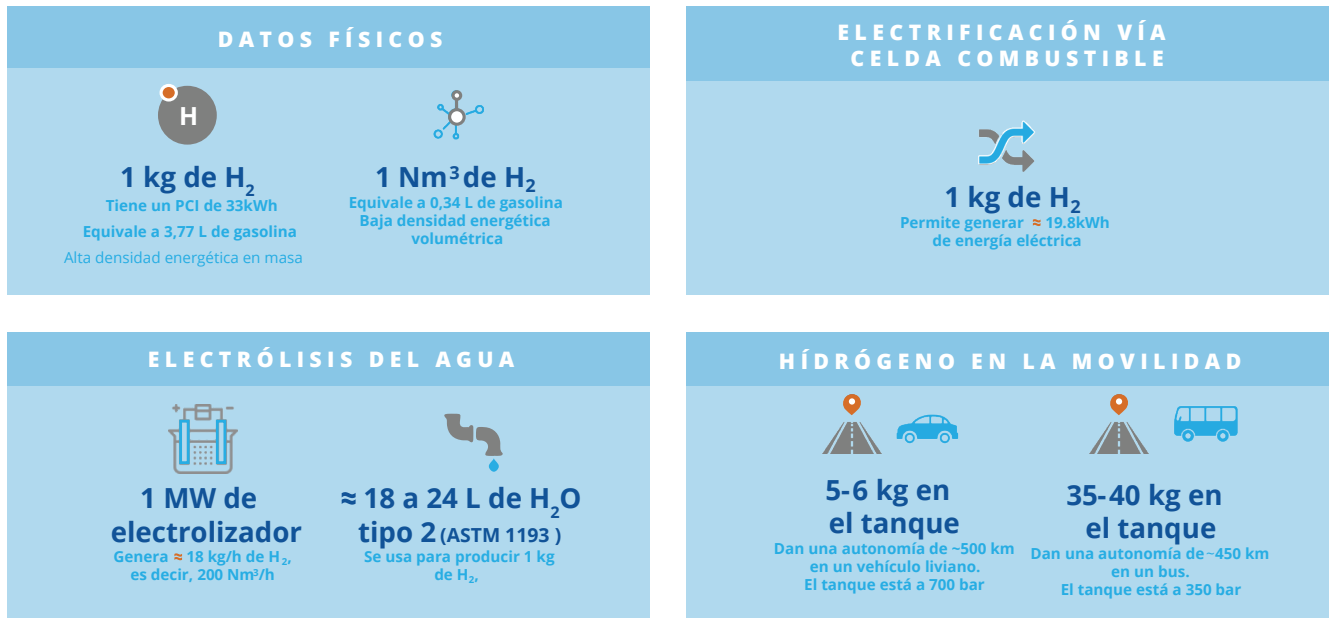 DATOS FÍSICOS
H
1 kg de H₂
Tiene un PCI de 33kWh
Equivale a 3,77 L de gasolina
Alta densidad energética en masa
1 Nm³ de H₂
Equivale a 0,34 L de gasolina
Baja densidad energética
volumétrica
ELECTRIFICACIÓN VÍA
CELDA COMBUSTIBLE
1 kg de H₂
Permite generar ≈ 19.8kWh
de energía eléctrica
ELECTRÓLISIS DEL AGUA
+ −
1 MW de
electrolizador
Genera ≈ 18 kg/h de H₂,
es decir, 200 Nm³/h
≈ 18 a 24 L de H₂O
tipo 2 (ASTM 1193 )
Se usa para producir 1 kg
de H₂,
HÍDRÓGENO EN LA MOVILIDAD
5-6 kg en
el tanque
Dan una autonomía de ~500 km
en un vehículo liviano.
El tanque está a 700 bar
35-40 kg en
el tanque
Dan una autonomía de ~450 km
en un bus.
El tanque está a 350 bar